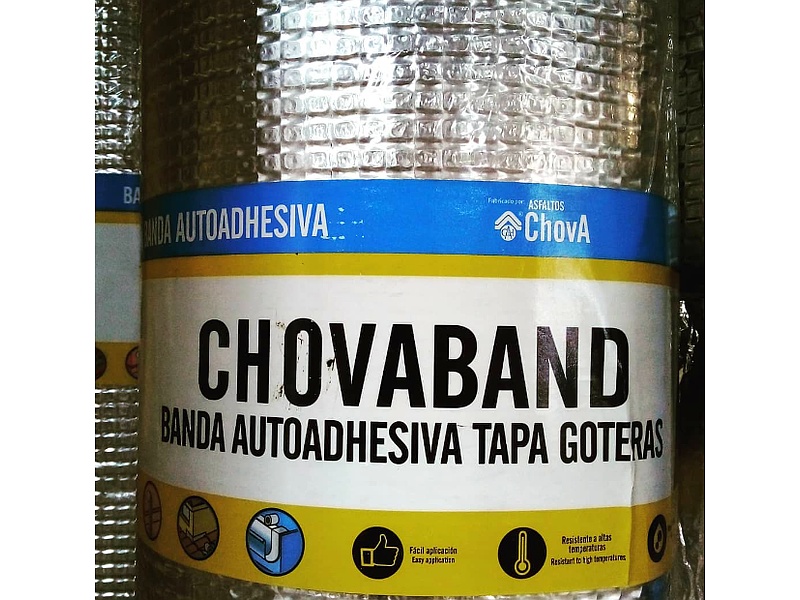 BA
BANDA AUTOADHESIVA
Fabricado por:
ASFALTOS
ChovA
CHOVABAND
BANDA AUTOADHESIVA TAPA GOTERAS
Fácil aplicación
Easy application
Resistente a altas
temperaturas
Resistant to high temperatures